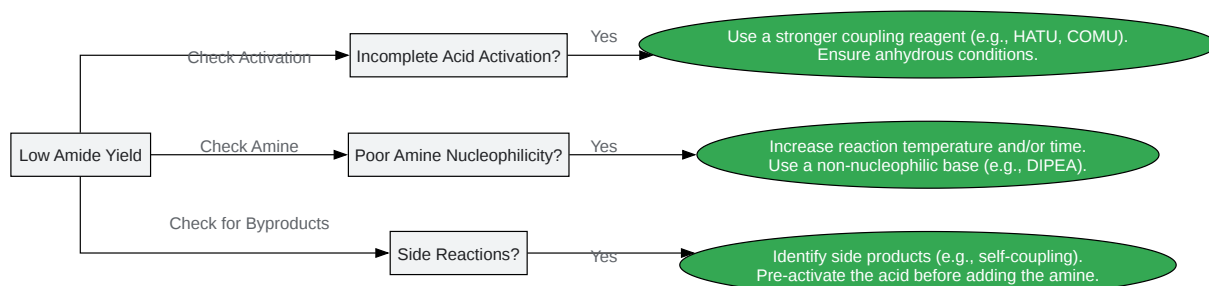 Check Activation
Incomplete Acid Activation?
Yes
Use a stronger coupling reagent (e.g., HATU, COMU).
Ensure anhydrous conditions.
Low Amide Yield
Check Amine
Poor Amine Nucleophilicity?
Yes
Increase reaction temperature and/or time.
Use a non-nucleophilic base (e.g., DIPEA).
Check for Byproducts
Side Reactions?
Yes
Identify side products (e.g., self-coupling).
Pre-activate the acid before adding the amine.